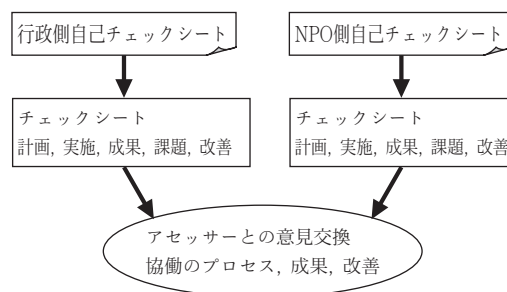 行政側自己チェックシート
NPO側自己チェックシート
チェックシート
計画, 実施, 成果, 課題, 改善
チェックシート
計画, 実施, 成果, 課題, 改善
アセッサーとの意見交換
協働のプロセス, 成果, 改善